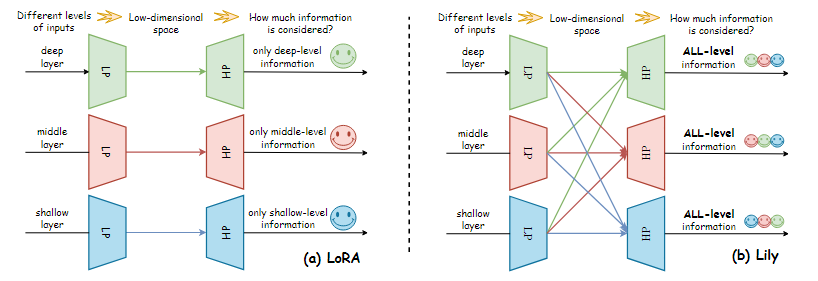 Different levels
of inputs
Low-dimensional
space
How much information
is considered?
deep
layer
LP
HP
only deep-level
information
middle
layer
LP
HP
only middle-level
information
shallow
layer
LP
HP
only shallow-level
information
(a) LoRA
Different levels
of inputs
Low-dimensional
space
How much information
is considered?
deep
layer
LP
HP
ALL-level
information
middle
layer
LP
HP
ALL-level
information
shallow
layer
LP
HP
ALL-level
information
(b) Lily